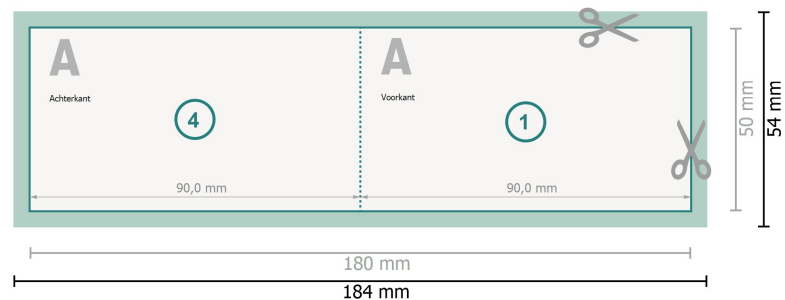 A
Achterkant
4
90,0 mm
A
Voorkant
1
90,0 mm
50 mm
54 mm
180 mm
184 mm